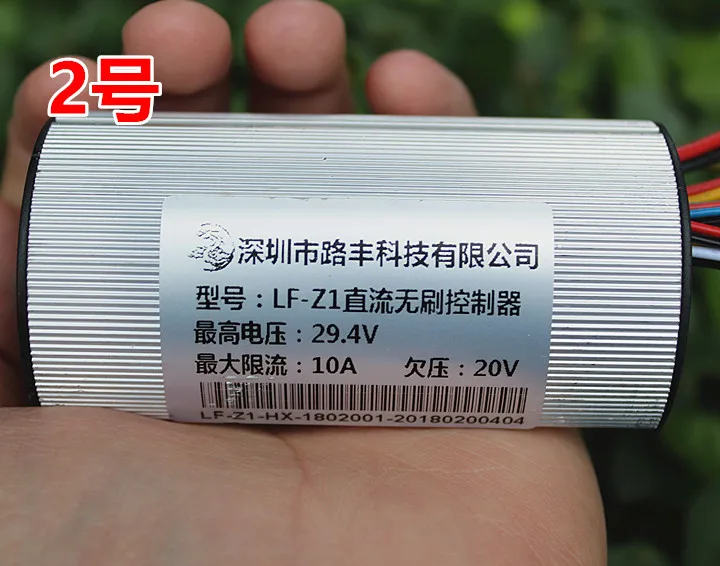 2号
深圳市路丰科技有限公司
型号：LF-Z1直流无刷控制器
最高电压：29.4V
最大限流：10A 欠压：20V
LF-Z1-HX-1802001-20180200404